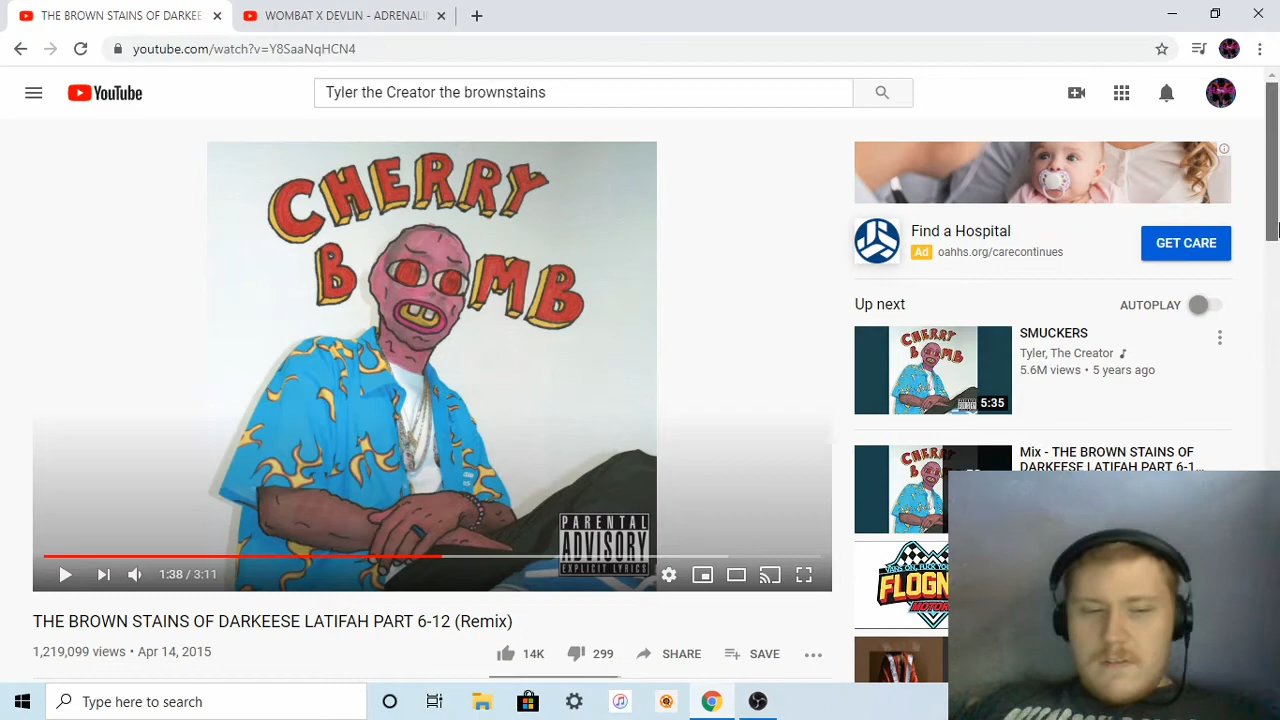 THE BROWN STAINS OF DARKEE
WOMBAT X DEVLIN - ADRENALI
youtube.com/watch?v=Y8SaaNqHCN4
YouTube
Tyler the Creator the brownstains
CHERRY
BOMB
PARENTAL
ADVISORY
EXPLICIT LYRICS
1:38 / 3:11
THE BROWN STAINS OF DARKEESE LATIFAH PART 6-12 (Remix)
1,219,099 views • Apr 14, 2015
14K
299
SHARE
SAVE
Find a Hospital
Ad oahhs.org/carecontinues
GET CARE
Up next
AUTOPLAY
CHERRY
BOMB
5:35
SMUCKERS
Tyler, The Creator
5.6M views • 5 years ago
CHERRY
Mix - THE BROWN STAINS OF
DARKEESE LATIFAH PART 6-1...
Type here to search